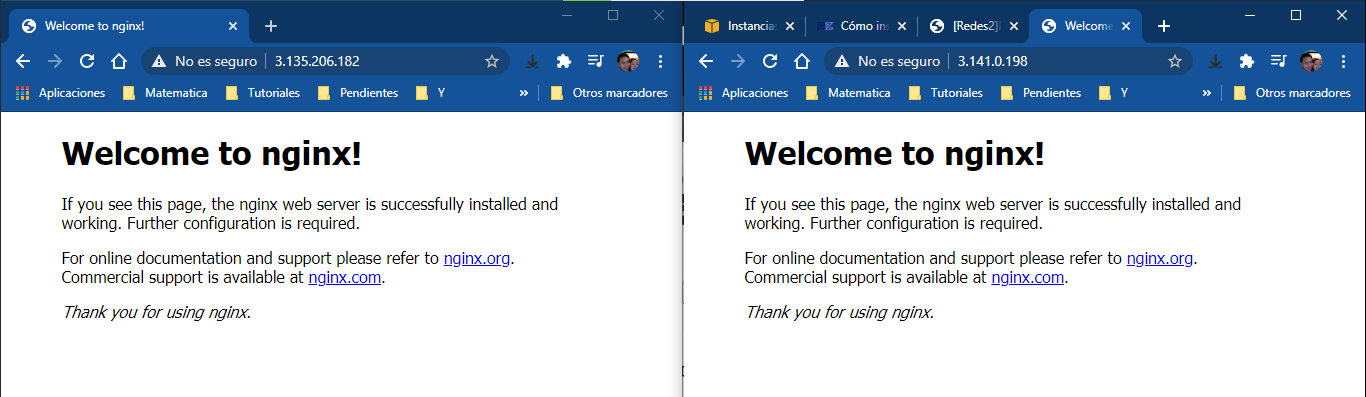 Welcome to nginx!
No es seguro
3.135.206.182
Aplicaciones
Matematica
Tutoriales
Pendientes
Y
»
Otros marcadores
Welcome to nginx!
If you see this page, the nginx web server is successfully installed and
working. Further configuration is required.
For online documentation and support please refer to nginx.org.
Commercial support is available at nginx.com.
Thank you for using nginx.
Instancia
Cómo ins
[Redes2]
Welcome
No es seguro
3.141.0.198
Aplicaciones
Matematica
Tutoriales
Pendientes
Y
»
Otros marcadores
Welcome to nginx!
If you see this page, the nginx web server is successfully installed and
working. Further configuration is required.
For online documentation and support please refer to nginx.org.
Commercial support is available at nginx.com.
Thank you for using nginx.